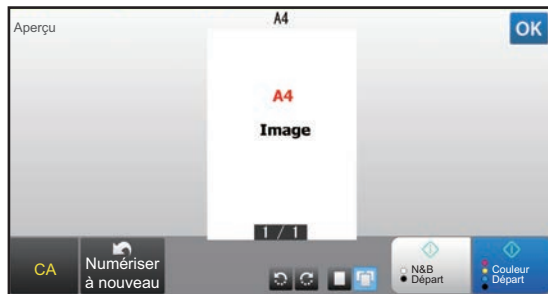 A4
Aperçu
OK
A4
Image
1 / 1
CA
Numériser
à nouveau
N&B
Départ
Couleur
Départ